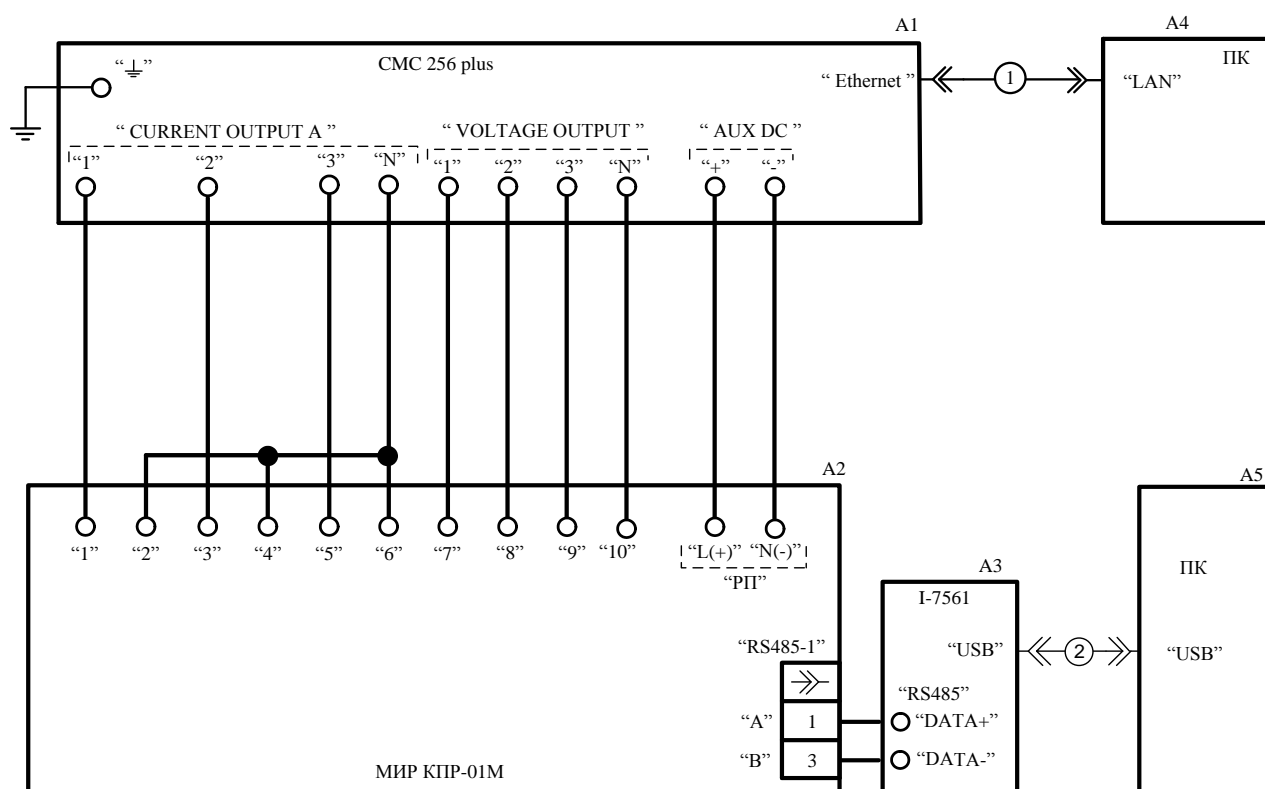 A1
A4
“⏚”
CMC 256 plus
“ Ethernet ”
1
“LAN”
ПК
“ CURRENT OUTPUT A ”
“ VOLTAGE OUTPUT ”
“ AUX DC ”
“1” “2” “3” “N” “1” “2” “3” “N” “+” “-”
A2
A5
“1” “2” “3” “4” “5” “6” “7” “8” “9” “10” “L(+)” “N(-)”
“РП”
A3
I-7561
ПК
“RS485-1”
“USB”
2
“USB”
“RS485”
“A” 1 “DATA+”
“B” 3 “DATA-”
МИР КПР-01М